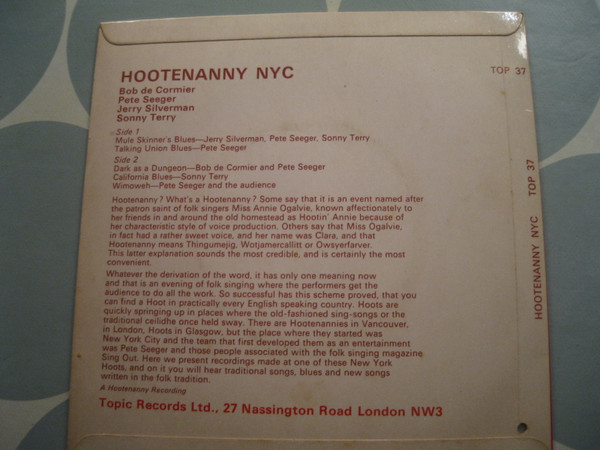 HOOTENANNY NYC
TOP 37
Bob de Cormier
Pete Seeger
Jerry Silverman
Sonny Terry
Side 1
Mule Skinner's Blues—Jerry Silverman, Pete Seeger, Sonny Terry
Talking Union Blues—Pete Seeger
Side 2
Dark as a Dungeon—Bob de Cormier and Pete Seeger
California Blues—Sonny Terry
Wimoweh—Pete Seeger and the audience
Hootenanny? What's a Hootenanny? Some say that it is an event named after
the patron saint of folk singers Miss Annie Ogalvie, known affectionately to
her friends in and around the old homestead as Hootin' Annie because of
her characteristic style of voice production. Others say that Miss Ogalvie,
in fact had a rather sweet voice, and her name was Clara, and that
Hootenanny means Thingumejig, Wotjamercallitt or Owsyerfarver.
This latter explanation sounds the most credible, and is certainly the most
convenient.
Whatever the derivation of the word, it has only one meaning now
and that is an evening of folk singing where the performers get the
audience to do all the work. So successful has this scheme proved, that you
can find a Hoot in practically every English speaking country. Hoots are
quickly springing up in places where the old-fashioned sing-songs or the
traditional ceilidhe once held sway. There are Hootenannies in Vancouver,
in London, Hoots in Glasgow, but the place where they started was
New York City and the team that first developed them as an entertainment
was Pete Seeger and those people associated with the folk singing magazine
Sing Out. Here we present recordings made at one of these New York
Hoots, and on it you will hear traditional songs, blues and new songs
written in the folk tradition.
A Hootenanny Recording
Topic Records Ltd., 27 Nassington Road London NW3
HOOTENANNY NYC TOP 37